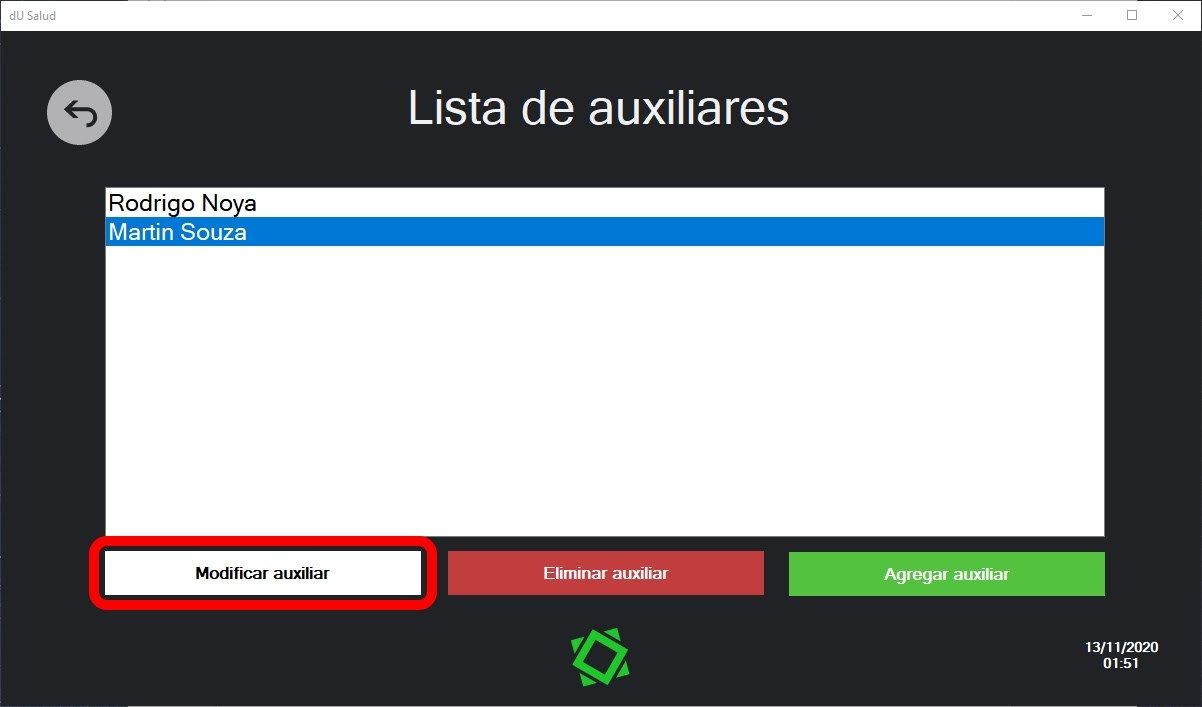 dU Salud
Lista de auxiliares
Rodrigo Noya
Martin Souza
Modificar auxiliar
Eliminar auxiliar
Agregar auxiliar
13/11/2020
01:51